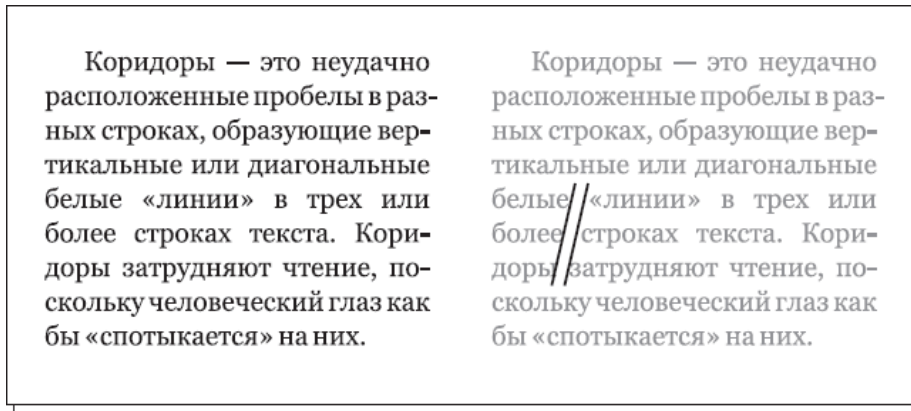 Коридоры — это неудачно
расположенные пробелы в раз-
ных строках, образующие вер-
тикальные или диагональные
белые «линии» в трех или
более строках текста. Кори-
доры затрудняют чтение, по-
скольку человеческий глаз как
бы «спотыкается» на них.
Коридоры — это неудачно
расположенные пробелы в раз-
ных строках, образующие вер-
тикальные или диагональные
белые «линии» в трех или
более строках текста. Кори-
доры затрудняют чтение, по-
скольку человеческий глаз как
бы «спотыкается» на них.